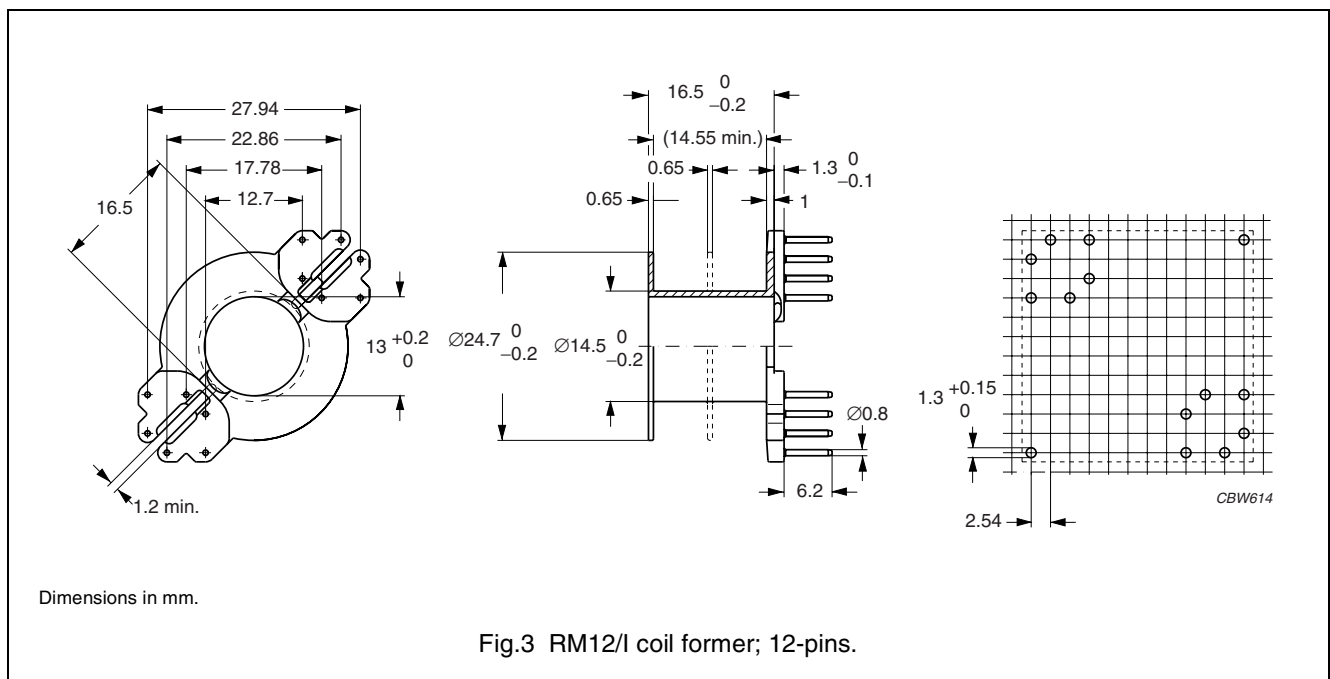 27.94
22.86
17.78
12.7
16.5
13 +0.2 0
1.2 min.
16.5 0 −0.2
(14.55 min.)
0.65
1.3 0 −0.1
0.65
1
∅24.7 0 −0.2
∅14.5 0 −0.2
∅0.8
6.2
1.3 +0.15 0
2.54
CBW614
Dimensions in mm.
Fig.3 RM12/I coil former; 12-pins.